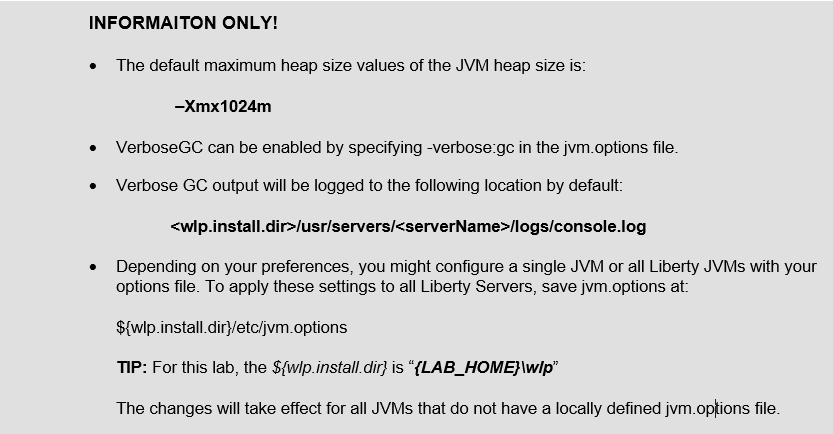 INFORMAITON ONLY!
• The default maximum heap size values of the JVM heap size is:
–Xmx1024m
• VerboseGC can be enabled by specifying -verbose:gc in the jvm.options file.
• Verbose GC output will be logged to the following location by default:
<wlp.install.dir>/usr/servers/<serverName>/logs/console.log
• Depending on your preferences, you might configure a single JVM or all Liberty JVMs with your
options file. To apply these settings to all Liberty Servers, save jvm.options at:
${wlp.install.dir}/etc/jvm.options
TIP: For this lab, the ${wlp.install.dir} is “{LAB_HOME}\wlp”
The changes will take effect for all JVMs that do not have a locally defined jvm.options file.